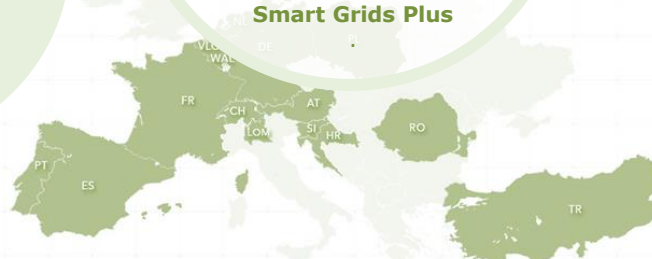 Smart Grids Plus
NL
PL
.
VLG
DE
WAL
FR
AT
CH
LOM
SI
HR
RO
PT
ES
TR